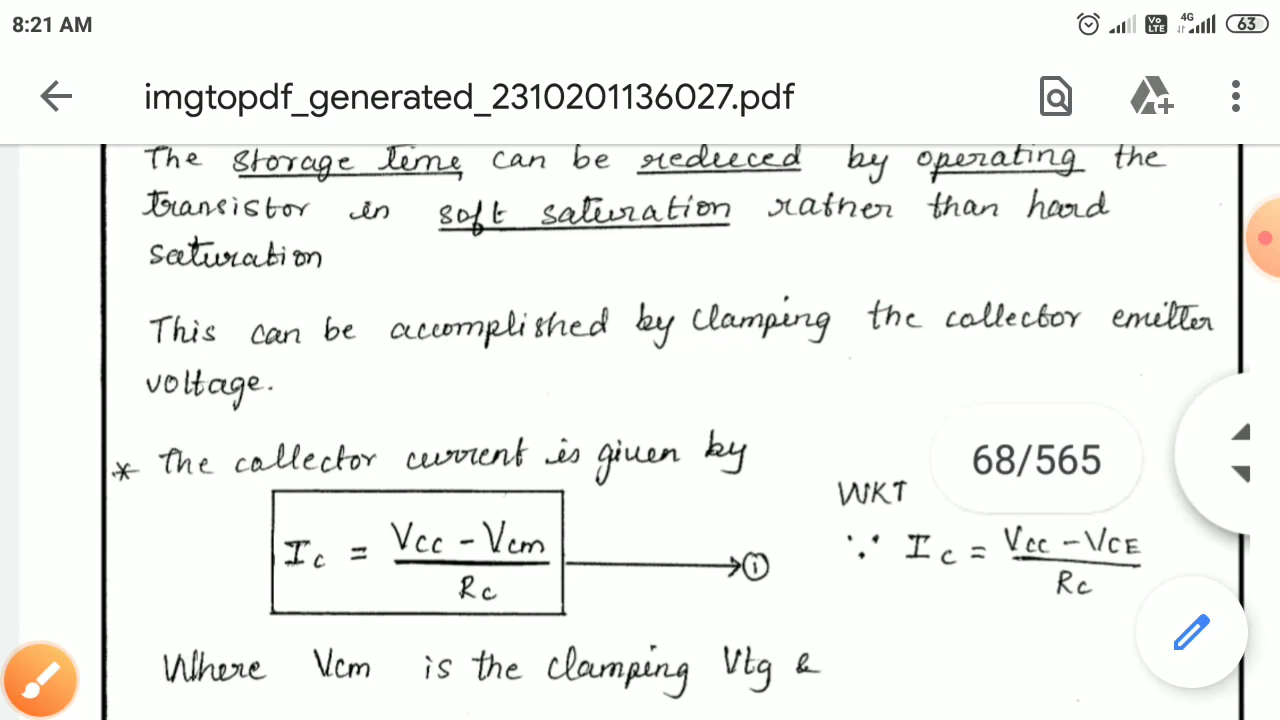 8:21 AM
Vo LTE 4G 63
imgtopdf_generated_2310201136027.pdf
The storage time can be reduced by operating the
transistor in soft saturation rather than hard
saturation
This can be accomplished by clamping the collector emitter
voltage.
* The collector current is given by
68/565
WKT
Ic = Vcc - Vcm / Rc → ①
∵ Ic = Vcc - VCE / Rc
Where Vcm is the clamping Vtg &